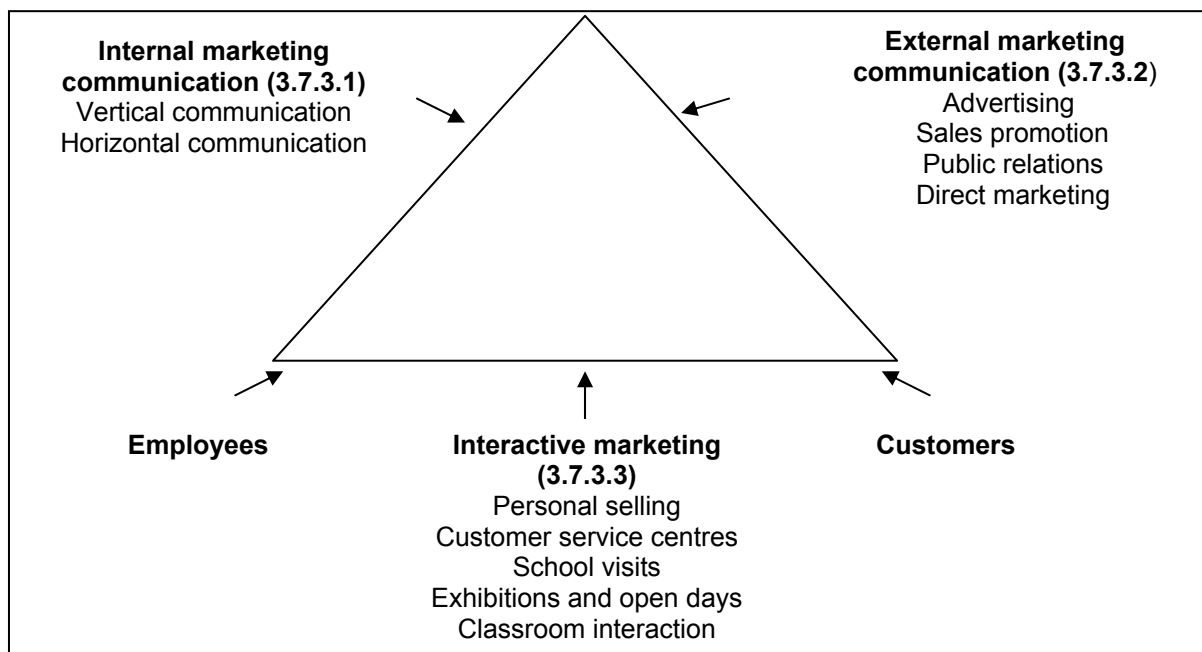 Internal marketing
communication (3.7.3.1)
Vertical communication
Horizontal communication
External marketing
communication (3.7.3.2)
Advertising
Sales promotion
Public relations
Direct marketing
Employees
Interactive marketing
(3.7.3.3)
Personal selling
Customer service centres
School visits
Exhibitions and open days
Classroom interaction
Customers